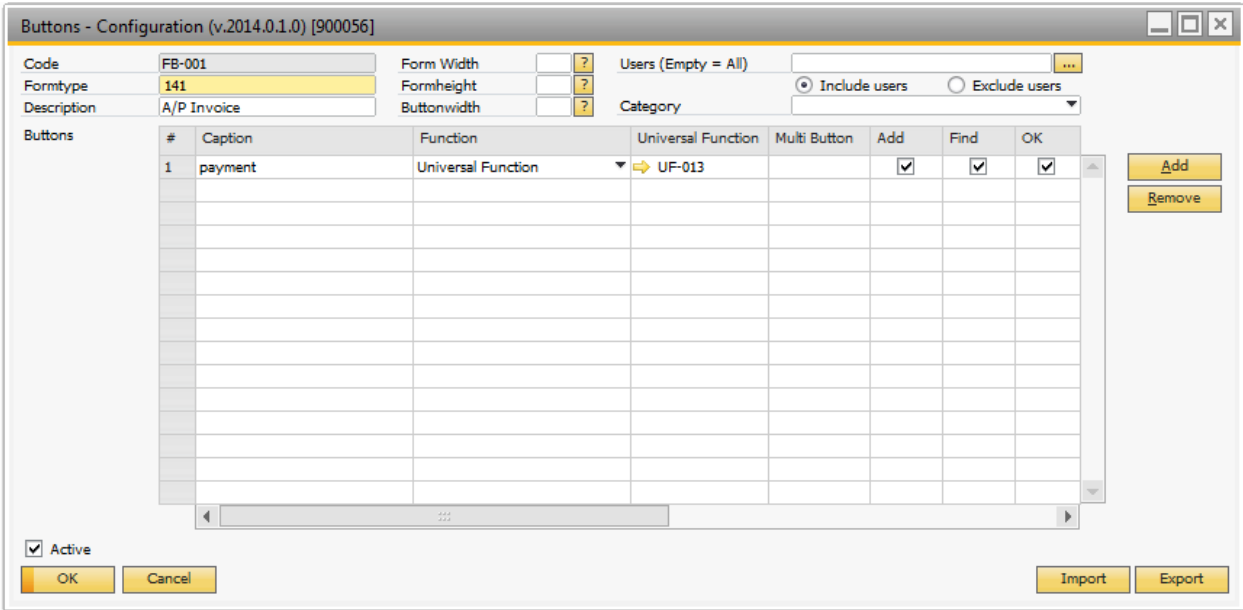 Buttons - Configuration (v.2014.0.1.0) [900056]
Code FB-001 Form Width ? Users (Empty = All) ...
Formtype 141 Formheight ? Include users Exclude users
Description A/P Invoice Buttonwidth ? Category
Buttons # Caption Function Universal Function Multi Button Add Find OK
1 payment Universal Function UF-013 Add
Remove
Active
OK Cancel Import Export